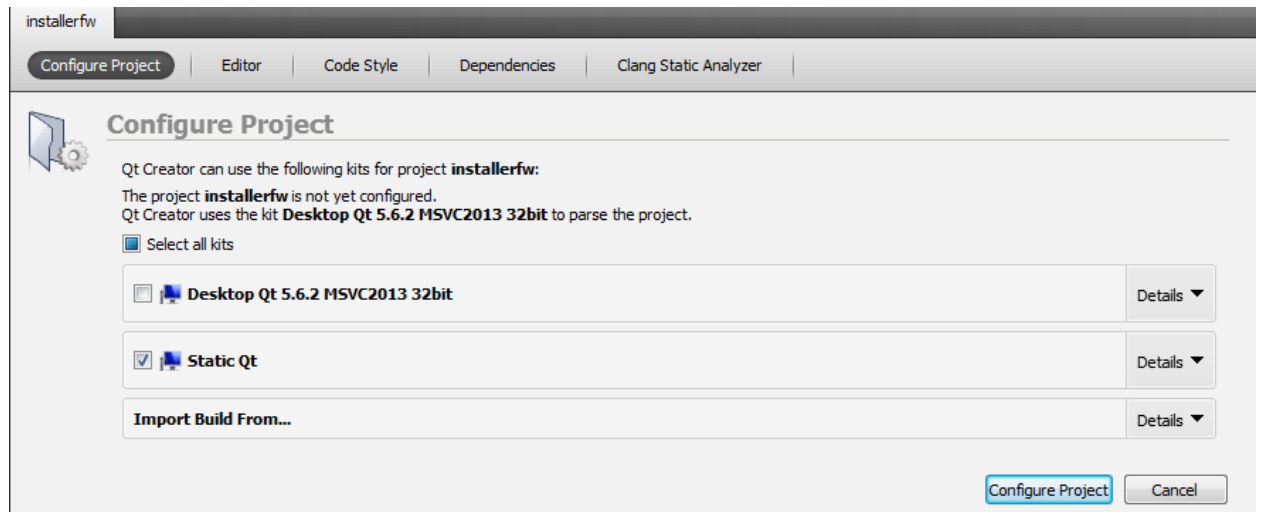 installerfw
Configure Project Editor Code Style Dependencies Clang Static Analyzer
Configure Project
Qt Creator can use the following kits for project installerfw:
The project installerfw is not yet configured.
Qt Creator uses the kit Desktop Qt 5.6.2 MSVC2013 32bit to parse the project.
Select all kits
Desktop Qt 5.6.2 MSVC2013 32bit Details
Static Qt Details
Import Build From... Details
Configure Project Cancel